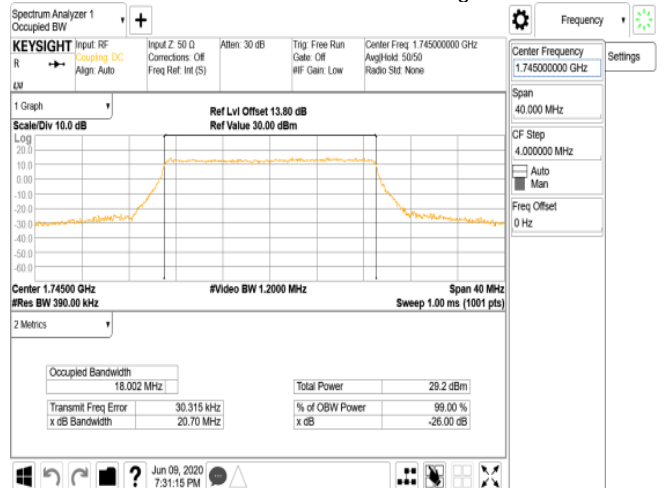 Spectrum Analyzer 1
Occupied BW
Frequency
KEYSIGHT
R
LXI
Input: RF
Coupling: DC
Align: Auto
Input Z: 50 Ω
Corrections: Off
Freq Ref: Int (S)
Atten: 30 dB
Trig: Free Run
Gate: Off
#IF Gain: Low
Center Freq: 1.745000000 GHz
Avg|Hold: 50/50
Radio Std: None
Center Frequency
1.745000000 GHz
Settings
Span
40.000 MHz
CF Step
4.000000 MHz
Auto
Man
Freq Offset
0 Hz
1 Graph
Scale/Div 10.0 dB
Ref Lvl Offset 13.80 dB
Ref Value 30.00 dBm
Log
20.0
10.0
0.00
-10.0
-20.0
-30.0
-40.0
-50.0
-60.0
Center 1.74500 GHz
#Res BW 390.00 kHz
#Video BW 1.2000 MHz
Span 40 MHz
Sweep 1.00 ms (1001 pts)
2 Metrics
Occupied Bandwidth
18.002 MHz
Total Power 29.2 dBm
Transmit Freq Error 30.315 kHz
% of OBW Power 99.00 %
x dB Bandwidth 20.70 MHz
x dB -26.00 dB
?
Jun 09, 2020
7:31:15 PM